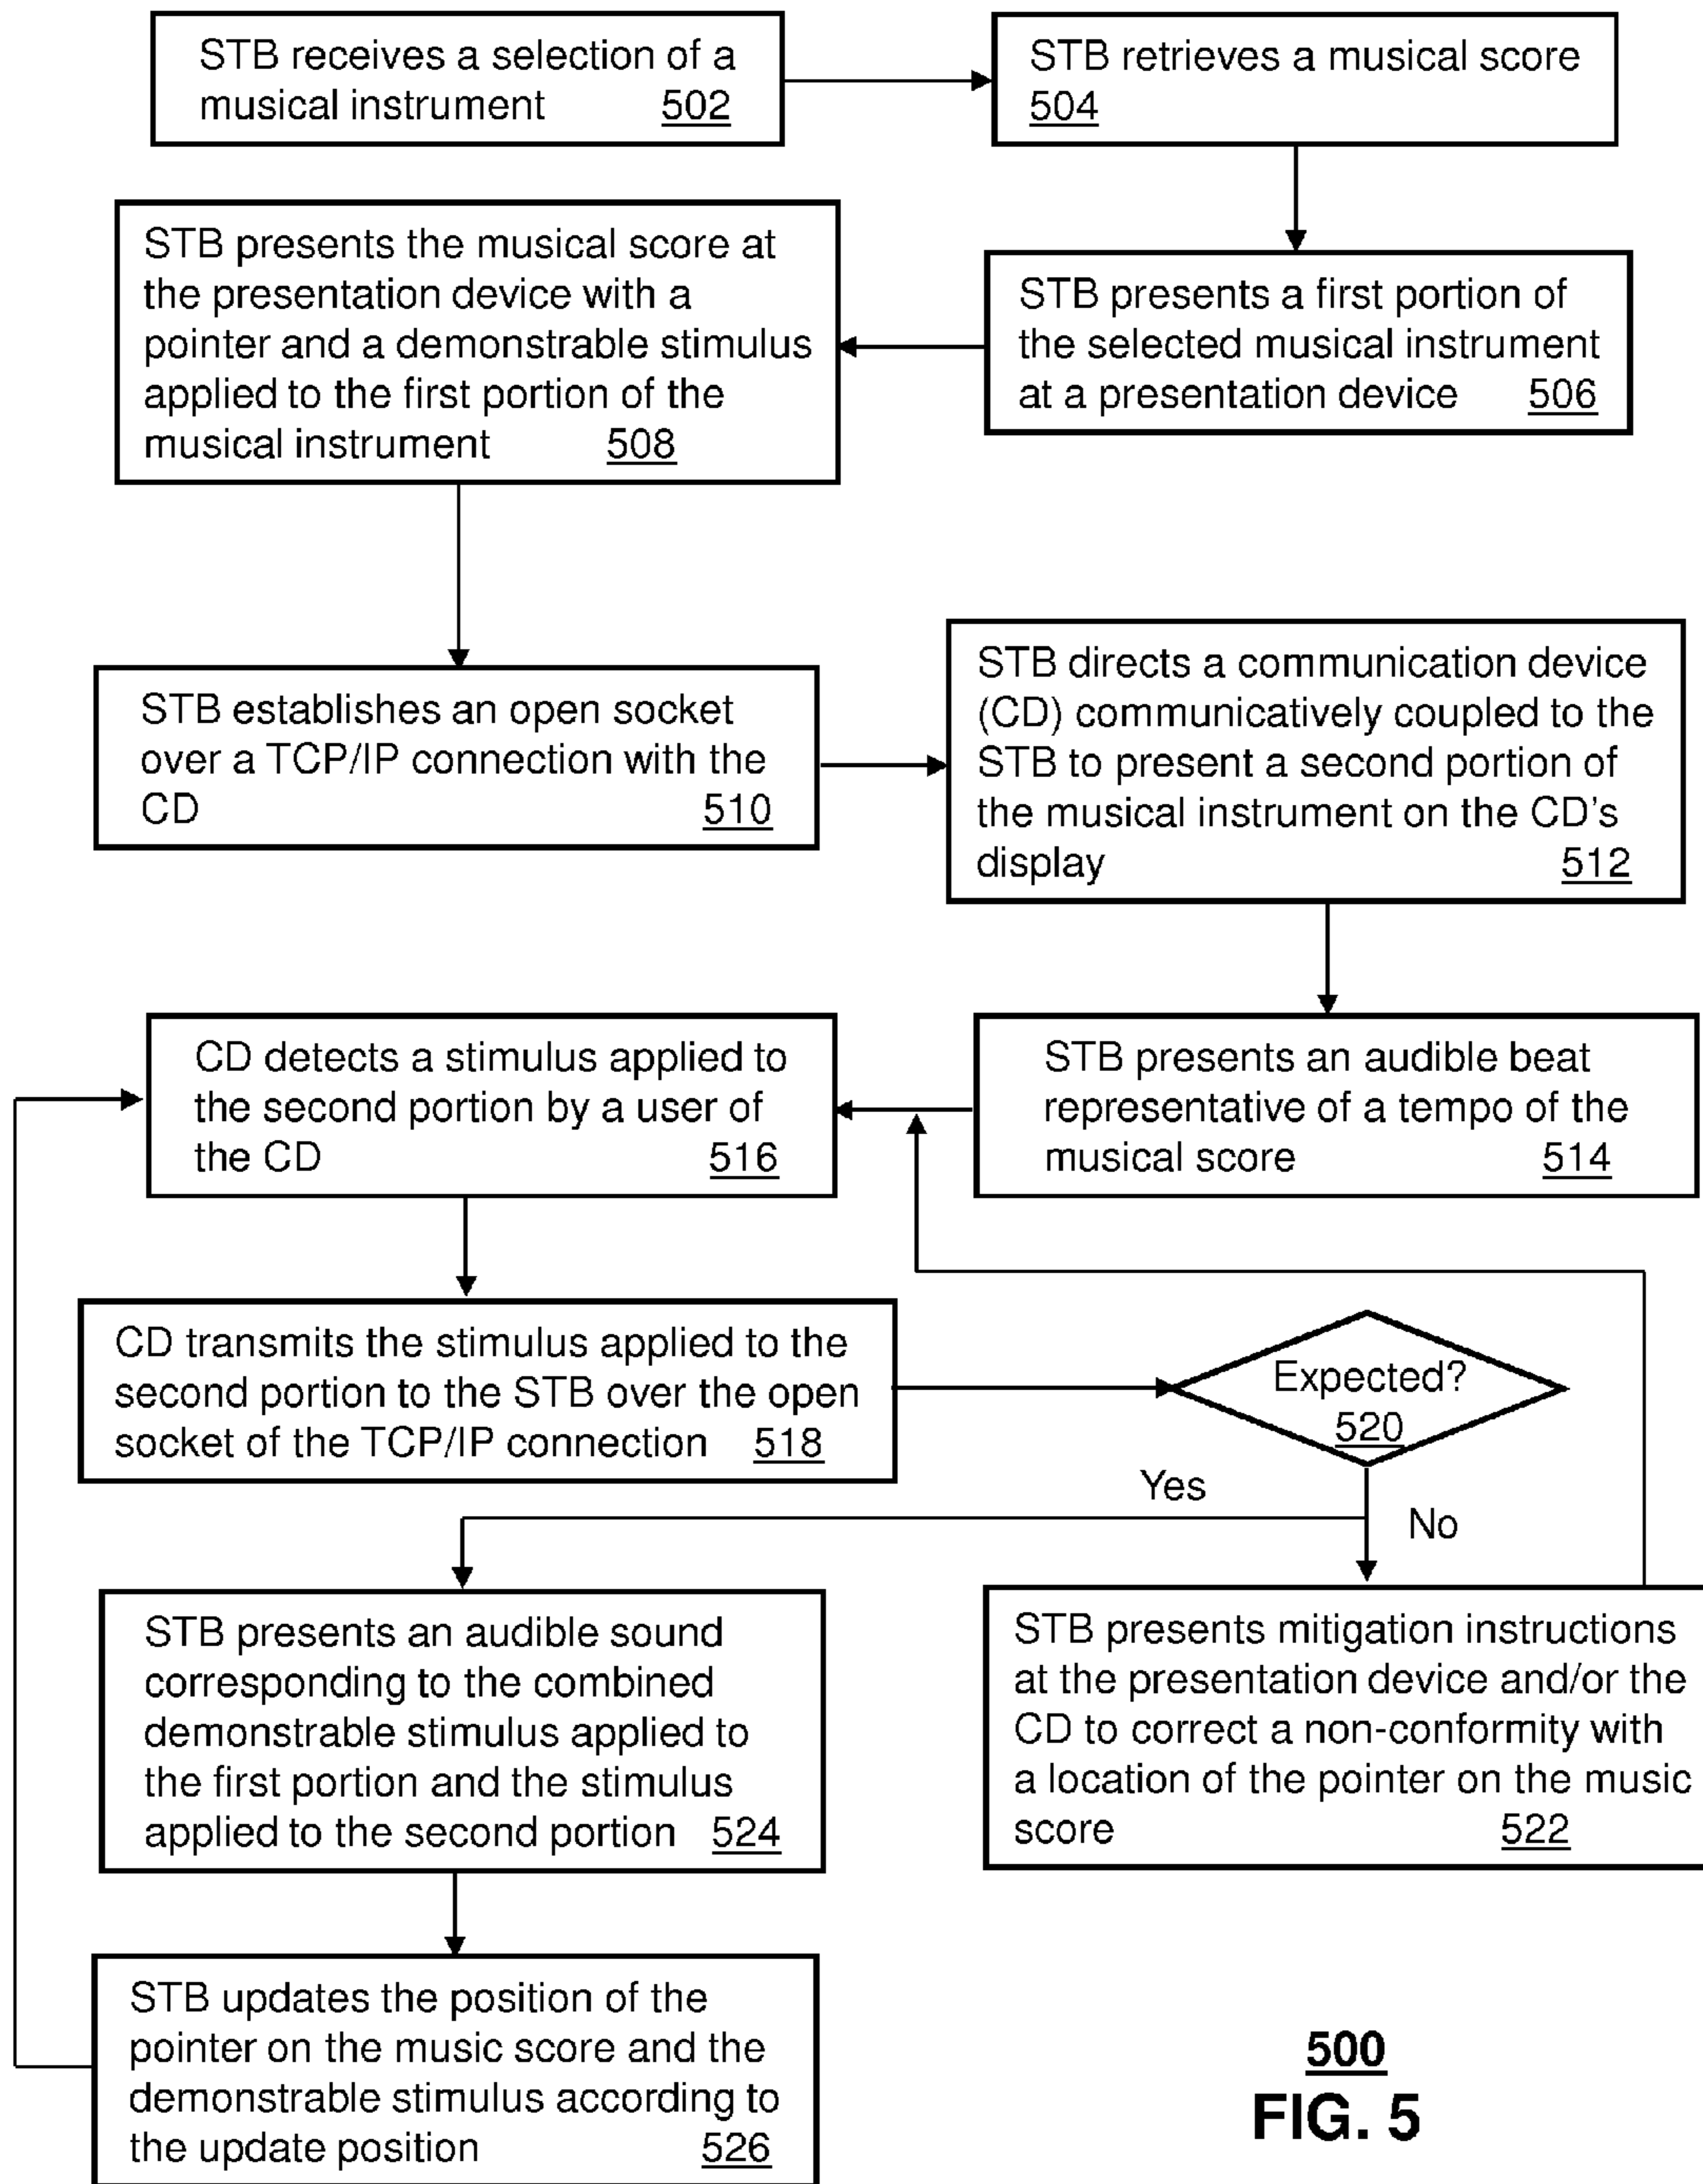 STB receives a selection of a
musical instrument 502
STB retrieves a musical score
504
STB presents a first portion of
the selected musical instrument
at a presentation device 506
STB presents the musical score at
the presentation device with a
pointer and a demonstrable stimulus
applied to the first portion of the
musical instrument 508
STB establishes an open socket
over a TCP/IP connection with the
CD 510
STB directs a communication device
(CD) communicatively coupled to the
STB to present a second portion of
the musical instrument on the CD's
display 512
STB presents an audible beat
representative of a tempo of the
musical score 514
CD detects a stimulus applied to
the second portion by a user of
the CD 516
CD transmits the stimulus applied to the
second portion to the STB over the open
socket of the TCP/IP connection 518
Expected?
520
Yes
No
STB presents mitigation instructions
at the presentation device and/or the
CD to correct a non-conformity with
a location of the pointer on the music
score 522
STB presents an audible sound
corresponding to the combined
demonstrable stimulus applied to
the first portion and the stimulus
applied to the second portion 524
STB updates the position of the
pointer on the music score and the
demonstrable stimulus according to
the update position 526
500
FIG. 5